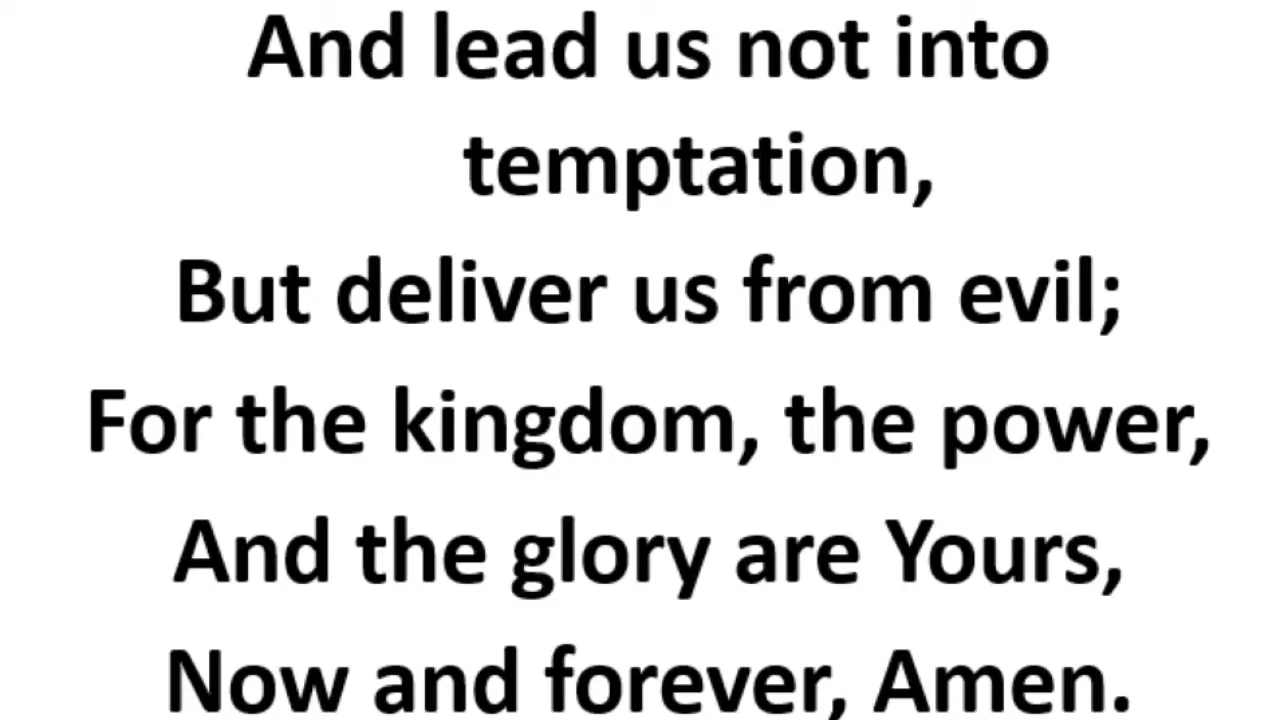 And lead us not into
temptation,
But deliver us from evil;
For the kingdom, the power,
And the glory are Yours,
Now and forever, Amen.